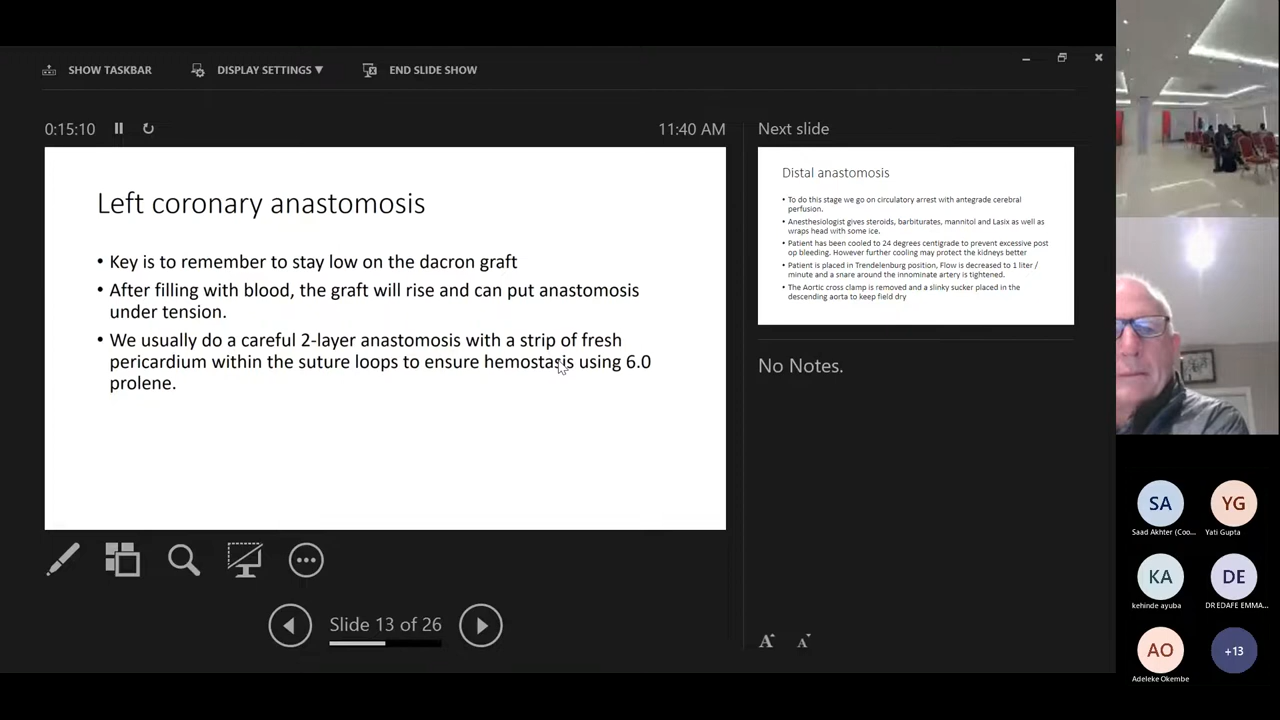 SHOW TASKBAR
DISPLAY SETTINGS ▼
END SLIDE SHOW
0:15:10
11:40 AM
Left coronary anastomosis
• Key is to remember to stay low on the dacron graft
• After filling with blood, the graft will rise and can put anastomosis
under tension.
• We usually do a careful 2-layer anastomosis with a strip of fresh
pericardium within the suture loops to ensure hemostasis using 6.0
prolene.
Slide 13 of 26
Next slide
Distal anastomosis
• To do this stage we go on circulatory arrest with antegrade cerebral
perfusion.
• Anesthesiologist gives steroids, barbiturates, mannitol and Lasix as well as
wraps head with some ice.
• Patient has been cooled to 24 degrees centigrade to prevent excessive post
op bleeding. However further cooling may protect the kidneys better
• Patient is placed in Trendelenburg position, Flow is decreased to 1 liter /
minute and a snare around the innominate artery is tightened.
• The Aortic cross clamp is removed and a slinky sucker placed in the
descending aorta to keep field dry
No Notes.
A A
SA
Saad Akhter (Coo...
YG
Yati Gupta
KA
kehinde ayuba
DE
DR EDAFE EMMA...
AO
Adeleke Okembe
+13